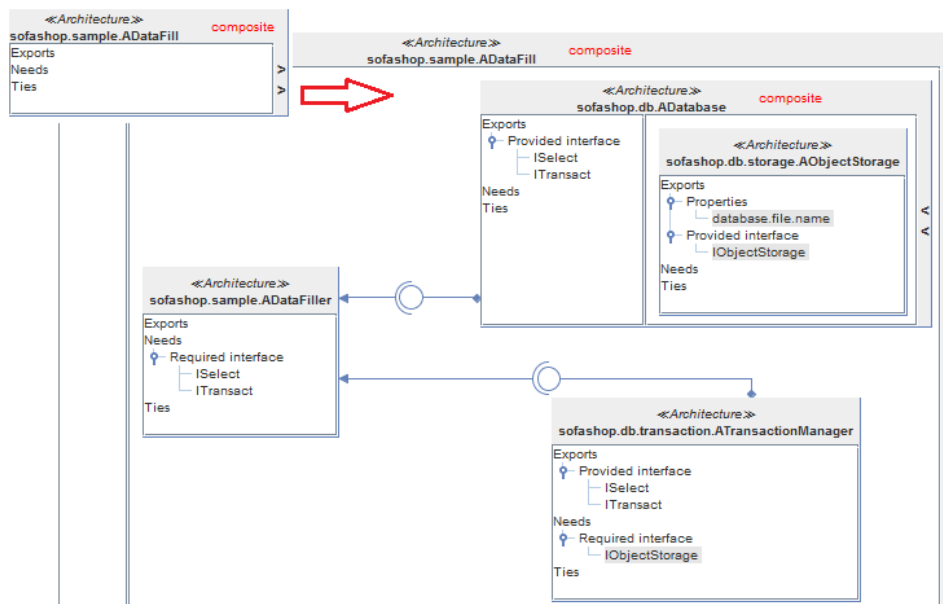 ≪Architecture≫
sofashop.sample.ADataFill
composite
Exports
Needs
Ties
>
>
≪Architecture≫
sofashop.sample.ADataFill
composite
≪Architecture≫
sofashop.db.ADatabase
composite
Exports
Provided interface
ISelect
ITransact
Needs
Ties
≪Architecture≫
sofashop.db.storage.AObjectStorage
Exports
Properties
database.file.name
Provided interface
IObjectStorage
Needs
Ties
<
<
≪Architecture≫
sofashop.sample.ADataFiller
Exports
Needs
Required interface
ISelect
ITransact
Ties
≪Architecture≫
sofashop.db.transaction.ATransactionManager
Exports
Provided interface
ISelect
ITransact
Needs
Required interface
IObjectStorage
Ties